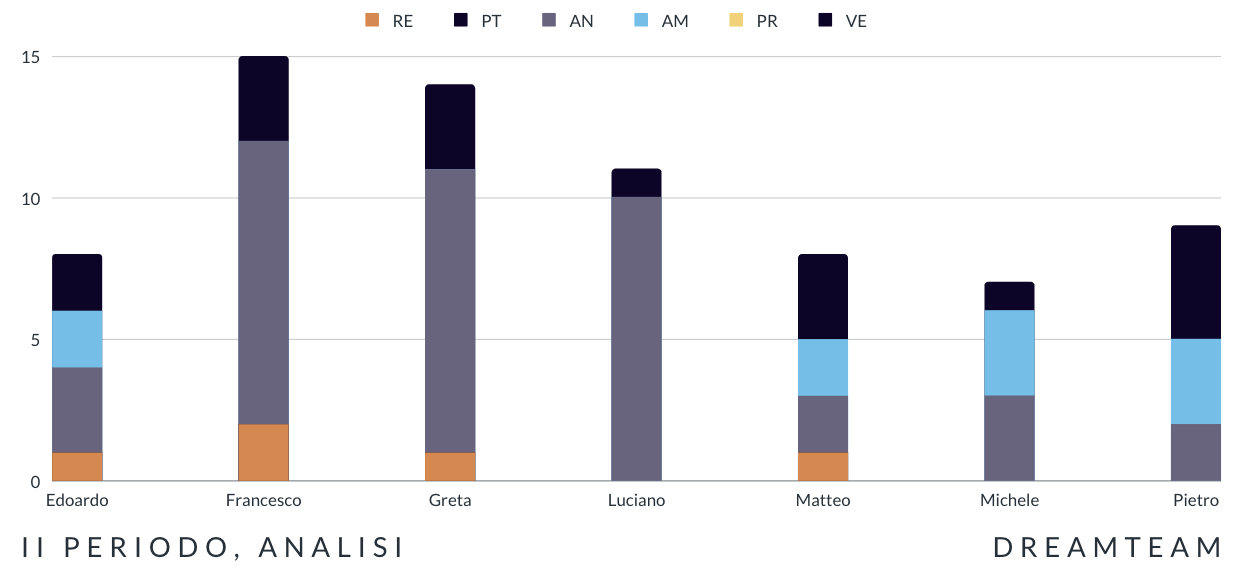 RE PT AN AM PR VE
15
10
5
0
Edoardo Francesco Greta Luciano Matteo Michele Pietro
II PERIODO, ANALISI DREAMTEAM